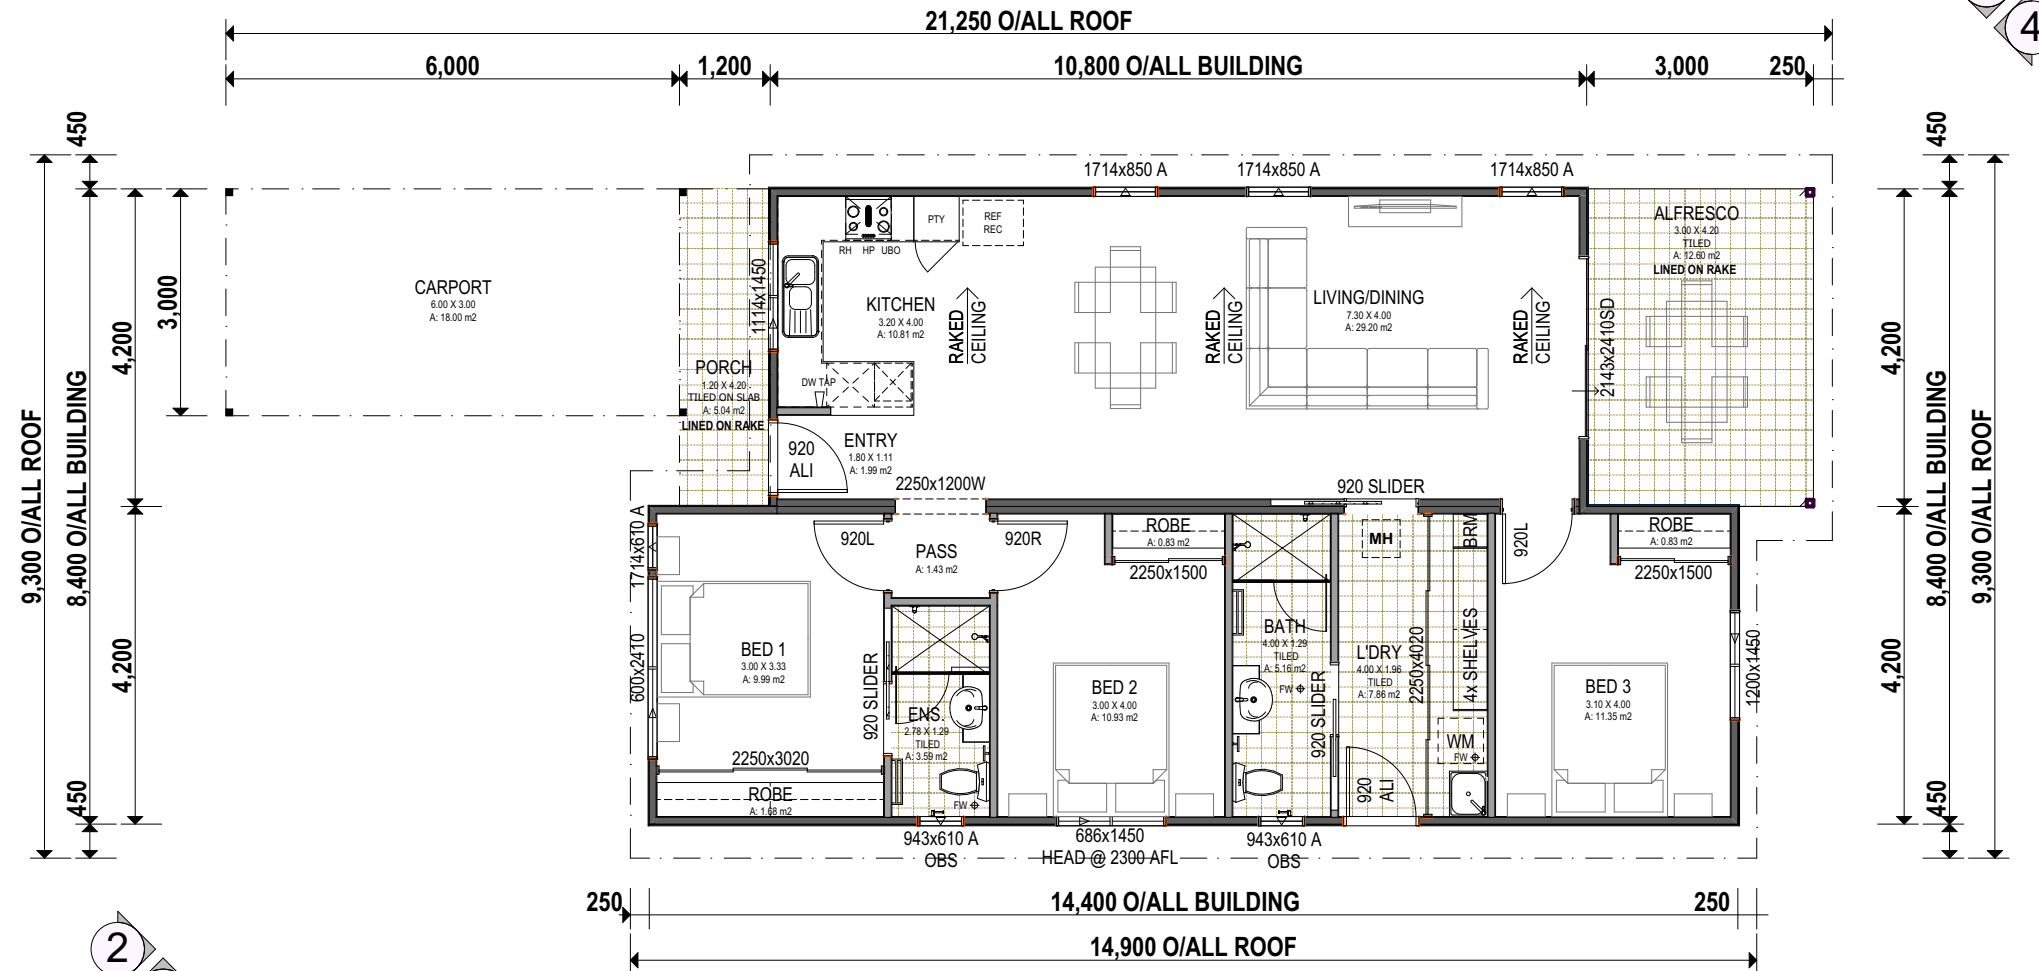 21,250 O/ALL ROOF
6,000
1,200
10,800 O/ALL BUILDING
3,000
250
4
450
450
9,300 O/ALL ROOF
8,400 O/ALL BUILDING
4,200
3,000
4,200
450
CARPORT
6.00 X 3.00
A: 18.00 m2
PORCH
1.20 X 4.20
TILED ON SLAB
A: 5.04 m2
LINED ON RAKE
1114x1450
RH HP UBO
PTY
REF
REC
KITCHEN
3.20 X 4.00
A: 10.81 m2
DW TAP
RAKED
CEILING
1714x850 A
1714x850 A
1714x850 A
RAKED
CEILING
LIVING/DINING
7.30 X 4.00
A: 29.20 m2
RAKED
CEILING
2143x2410SD
ALFRESCO
3.00 X 4.20
TILED
A: 12.60 m2
LINED ON RAKE
920
ALI
ENTRY
1.80 X 1.11
A: 1.99 m2
2250x1200W
920 SLIDER
1714x610 A
600x2410
920L
PASS
A: 1.43 m2
920R
ROBE
A: 0.83 m2
2250x1500
MH
BRM
920L
ROBE
A: 0.83 m2
2250x1500
BED 1
3.00 X 3.33
A: 9.99 m2
920 SLIDER
2250x3020
ROBE
A: 1.68 m2
ENS.
2.78 X 1.29
TILED
A: 3.59 m2
FW
BED 2
3.00 X 4.00
A: 10.93 m2
BATH
4.00 X 1.29
TILED
A: 5.16 m2
FW
920 SLIDER
L'DRY
4.00 X 1.96
TILED
A: 7.86 m2
2250x4020
4x SHELVES
WM
FW
920
ALI
BED 3
3.10 X 4.00
A: 11.35 m2
1200x1450
943x610 A
OBS
686x1450
HEAD @ 2300 AFL
943x610 A
OBS
4,200
8,400 O/ALL BUILDING
9,300 O/ALL ROOF
4,200
450
250
14,400 O/ALL BUILDING
250
14,900 O/ALL ROOF
2